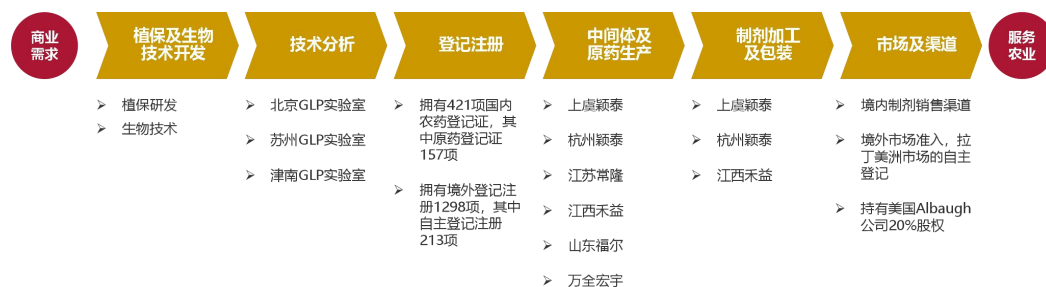 商业
需求
植保及生物
技术开发
技术分析
登记注册
中间体及
原药生产
制剂加工
及包装
市场及渠道
服务
农业
植保研发
生物技术
北京GLP实验室
苏州GLP实验室
津南GLP实验室
拥有421项国内
农药登记证，其
中原药登记证
157项
拥有境外登记注
册1298项，其中
自主登记注册
213项
上虞颖泰
杭州颖泰
江苏常隆
江西禾益
山东福尔
万全宏宇
上虞颖泰
杭州颖泰
江西禾益
境内制剂销售渠道
境外市场准入，拉
丁美洲市场的自主
登记
持有美国Albaugh
公司20%股权